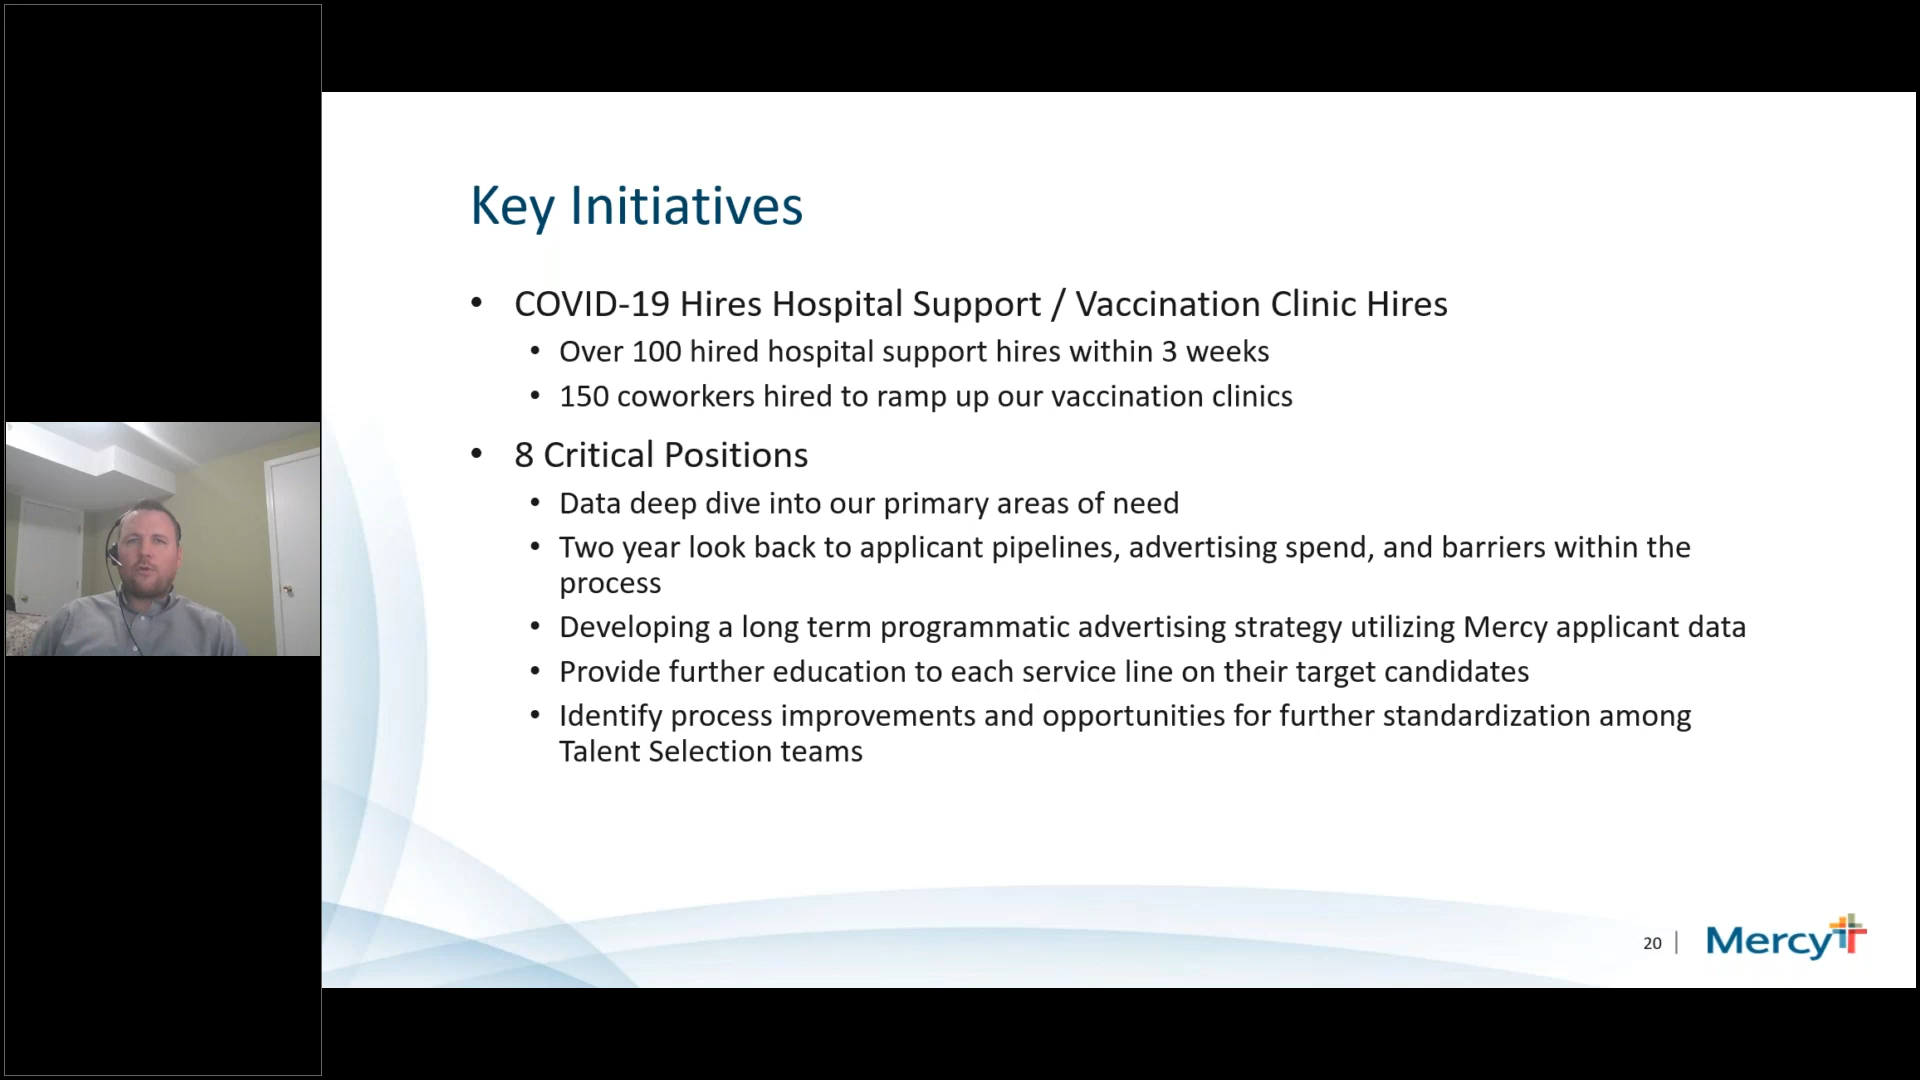 Key Initiatives
• COVID-19 Hires Hospital Support / Vaccination Clinic Hires
• Over 100 hired hospital support hires within 3 weeks
• 150 coworkers hired to ramp up our vaccination clinics
• 8 Critical Positions
• Data deep dive into our primary areas of need
• Two year look back to applicant pipelines, advertising spend, and barriers within the
process
• Developing a long term programmatic advertising strategy utilizing Mercy applicant data
• Provide further education to each service line on their target candidates
• Identify process improvements and opportunities for further standardization among
Talent Selection teams
20 | Mercy